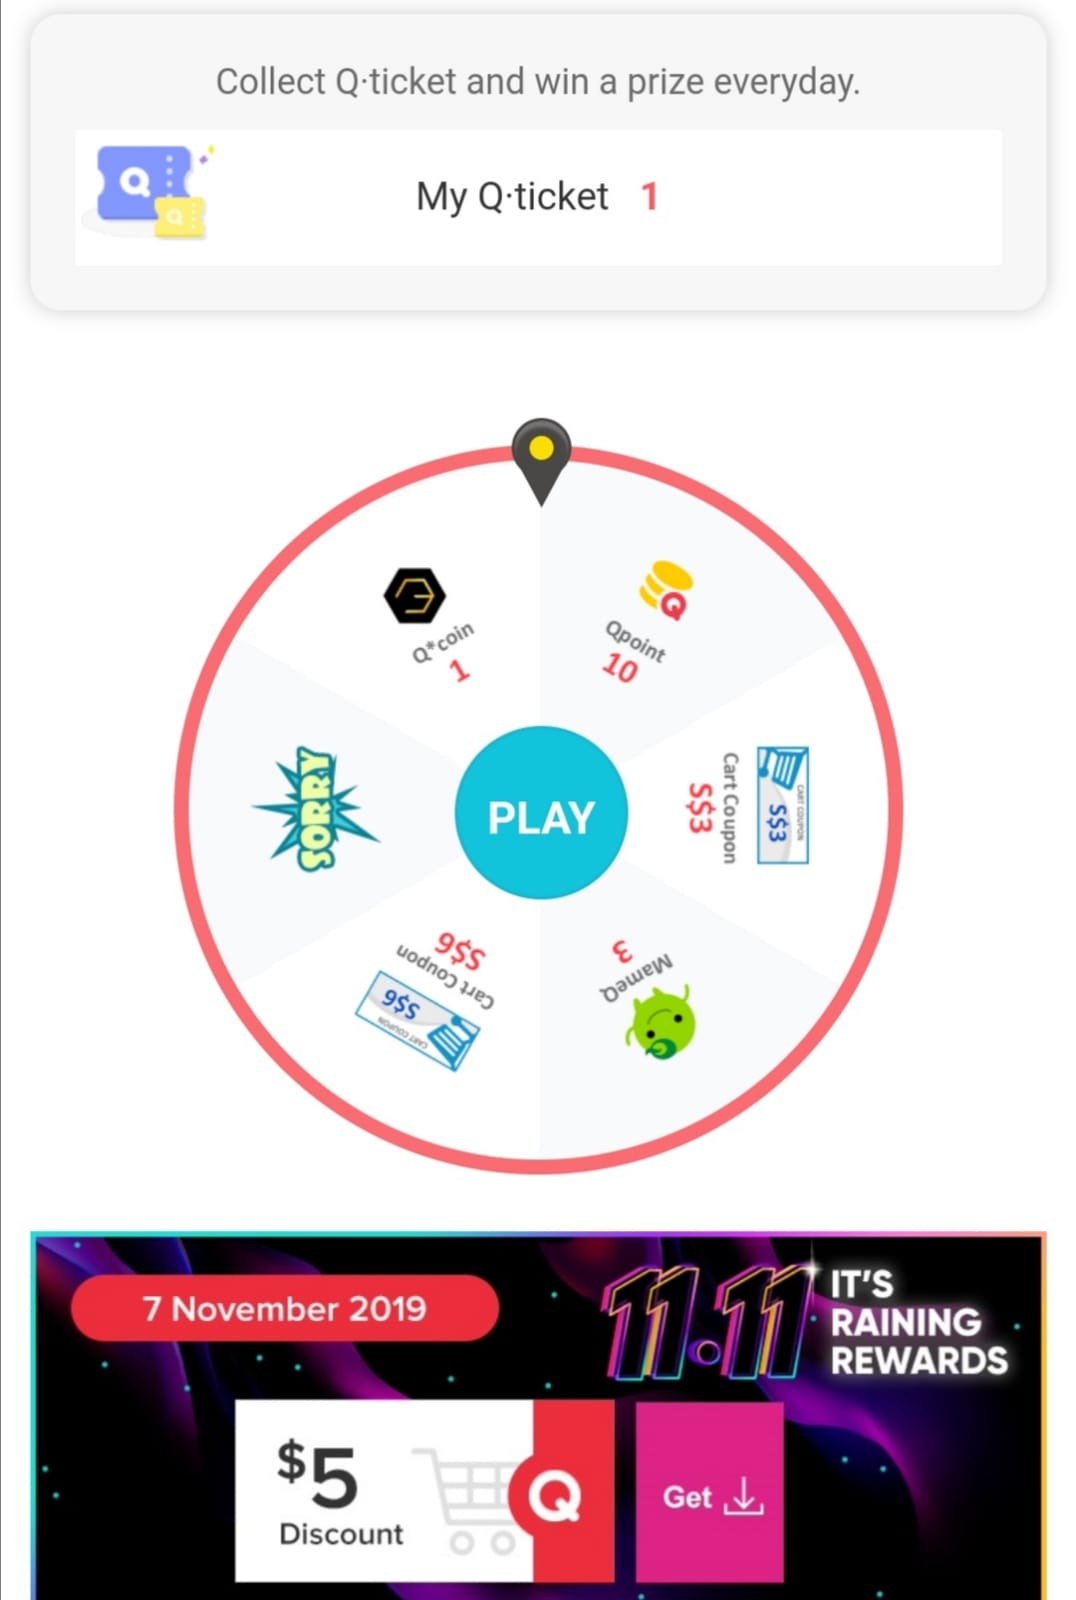 Collect Q·ticket and win a prize everyday.
Q
Q
My Q·ticket 1
Q*coin
1
Q
Qpoint
10
CART COUPON
S$3
Cart Coupon
S$3
MameQ
3
S$6
Cart Coupon
S$6
CART COUPON
SORRY
PLAY
7 November 2019
11.11
IT'S
RAINING
REWARDS
$5
Discount
Q
Get